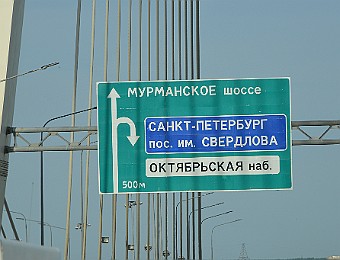 МУРМАНСКОЕ шоссе
САНКТ-ПЕТЕРБУРГ
пос. им. СВЕРДЛОВА
ОКТЯБРЬСКАЯ наб.
500м